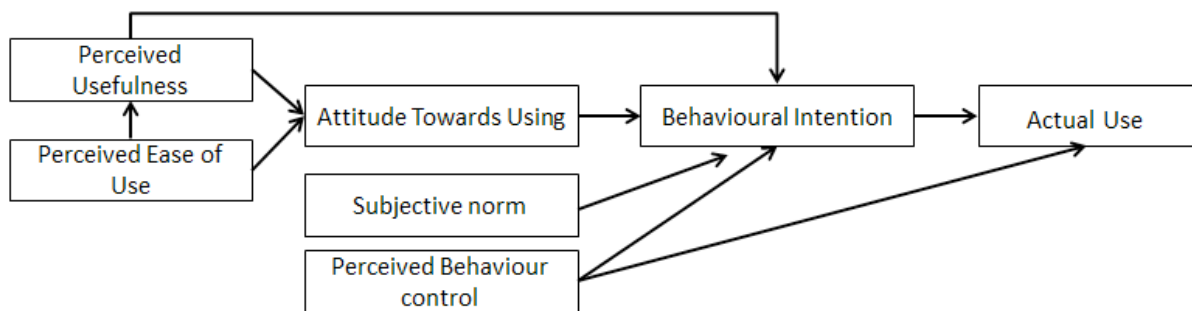 Perceived
Usefulness
Perceived Ease of
Use
Attitude Towards Using
Behavioural Intention
Actual Use
Subjective norm
Perceived Behaviour
control